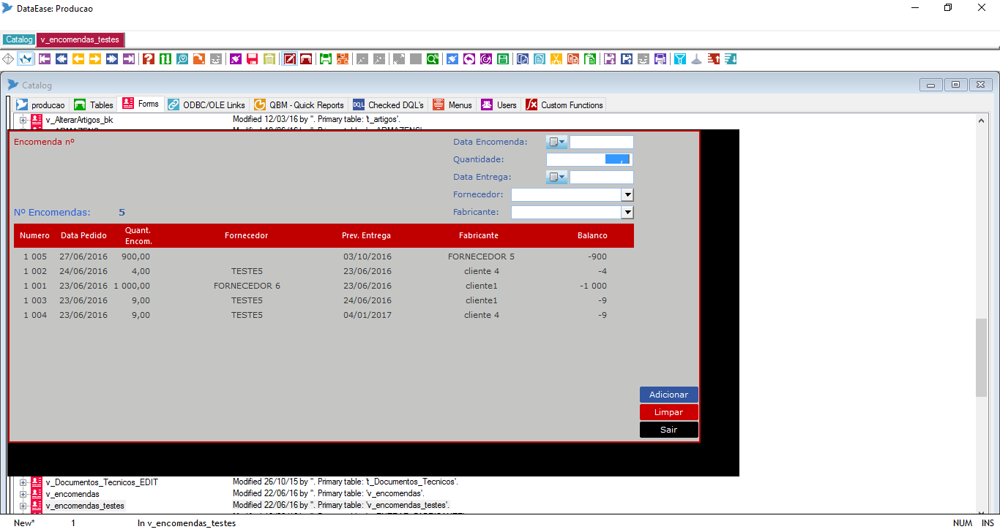 DataEase: Producao
Catalog v_encomendas_testes
Catalog
producao Tables Forms ODBC/OLE Links QBM - Quick Reports DQL Checked DQL's Menus Users Custom Functions
v_AlterarArtigos_bk Modified 12/03/16 by ''. Primary table: 't_artigos'.
Encomenda nº Data Encomenda:
Quantidade: ,
Data Entrega:
Fornecedor:
Nº Encomendas: 5 Fabricante:
Numero Data Pedido Quant. Encom. Fornecedor Prev. Entrega Fabricante Balanco
1 005 27/06/2016 900,00 03/10/2016 FORNECEDOR 5 -900
1 002 24/06/2016 4,00 TESTE5 23/06/2016 cliente 4 -4
1 001 23/06/2016 1 000,00 FORNECEDOR 6 23/06/2016 cliente1 -1 000
1 003 23/06/2016 9,00 TESTE5 24/06/2016 cliente1 -9
1 004 23/06/2016 9,00 TESTE5 04/01/2017 cliente 4 -9
Adicionar
Limpar
Sair
v_Documentos_Tecnicos_EDIT Modified 26/10/15 by ''. Primary table: 't_Documentos_Tecnicos'.
v_encomendas Modified 22/06/16 by ''. Primary table: 'v_encomendas'.
v_encomendas_testes Modified 22/06/16 by ''. Primary table: 'v_encomendas_testes'.
New* 1 In v_encomendas_testes NUM INS